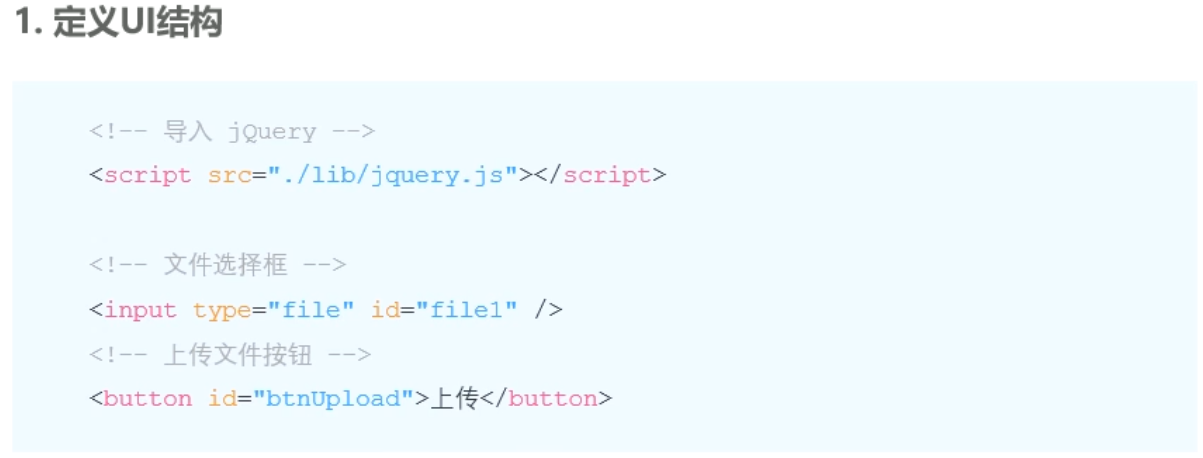 1. 定义UI结构
<!-- 导入 jQuery -->
<script src="./lib/jquery.js"></script>
<!-- 文件选择框 -->
<input type="file" id="file1" />
<!-- 上传文件按钮 -->
<button id="btnUpload">上传</button>